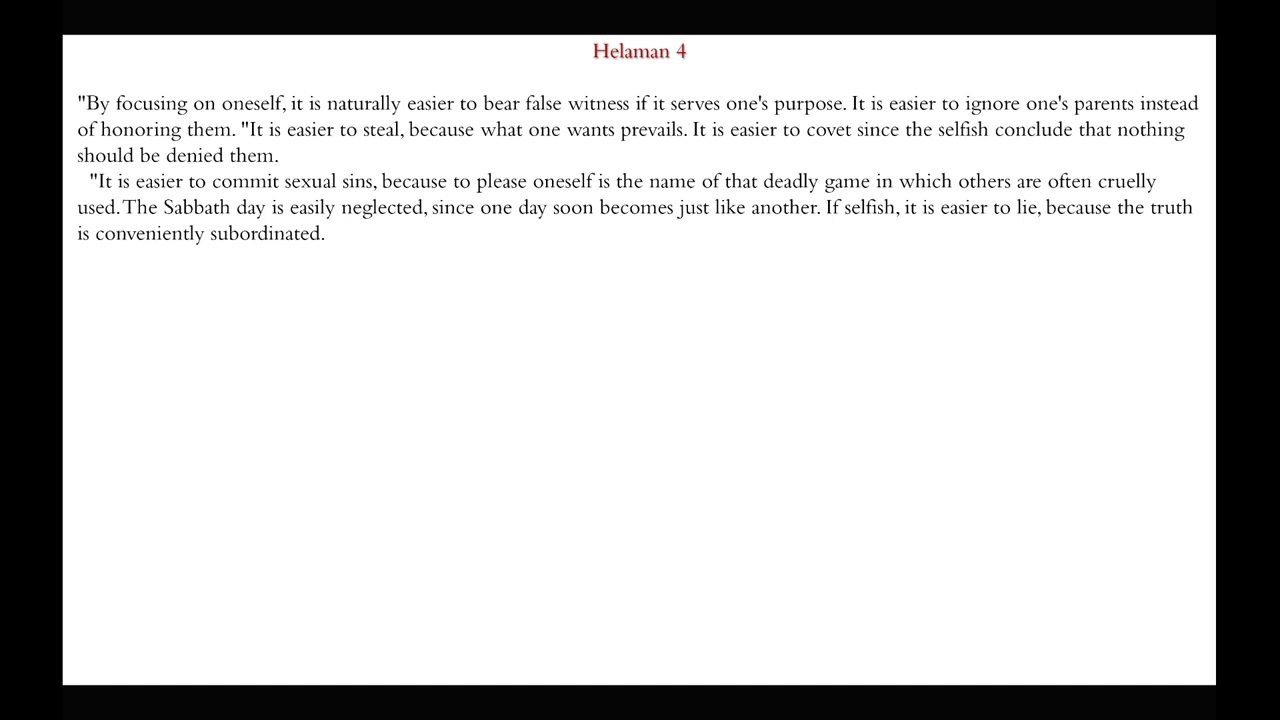 Helaman 4
"By focusing on oneself, it is naturally easier to bear false witness if it serves one's purpose. It is easier to ignore one's parents instead
of honoring them. "It is easier to steal, because what one wants prevails. It is easier to covet since the selfish conclude that nothing
should be denied them.
"It is easier to commit sexual sins, because to please oneself is the name of that deadly game in which others are often cruelly
used. The Sabbath day is easily neglected, since one day soon becomes just like another. If selfish, it is easier to lie, because the truth
is conveniently subordinated.